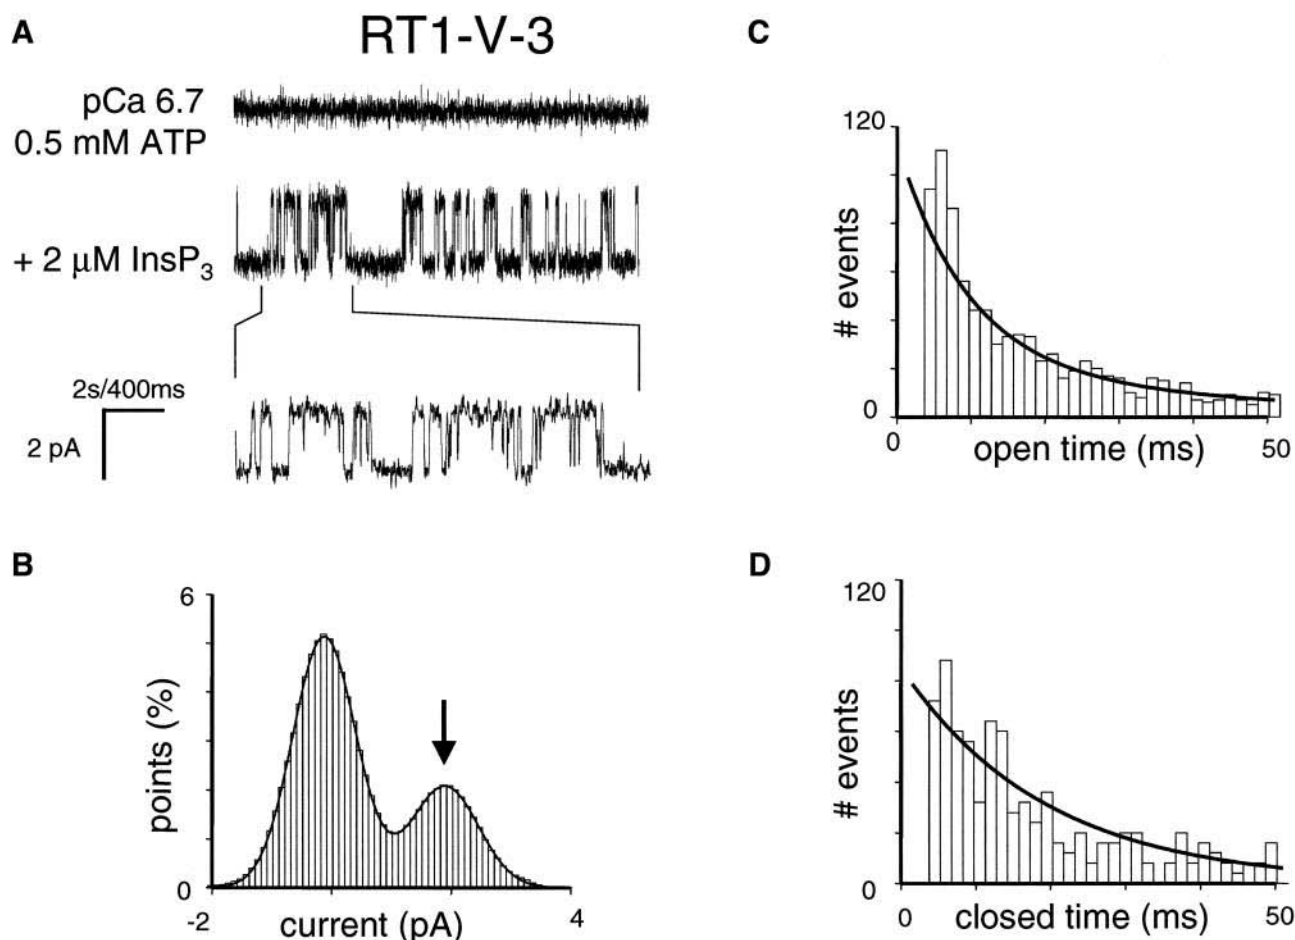 A
RT1-V-3
pCa 6.7
0.5 mM ATP
+ 2 μM InsP3
2s/400ms
2 pA
B
6
points (%)
0
-2
current (pA)
4
C
120
# events
0
0
open time (ms)
50
D
120
# events
0
0
closed time (ms)
50